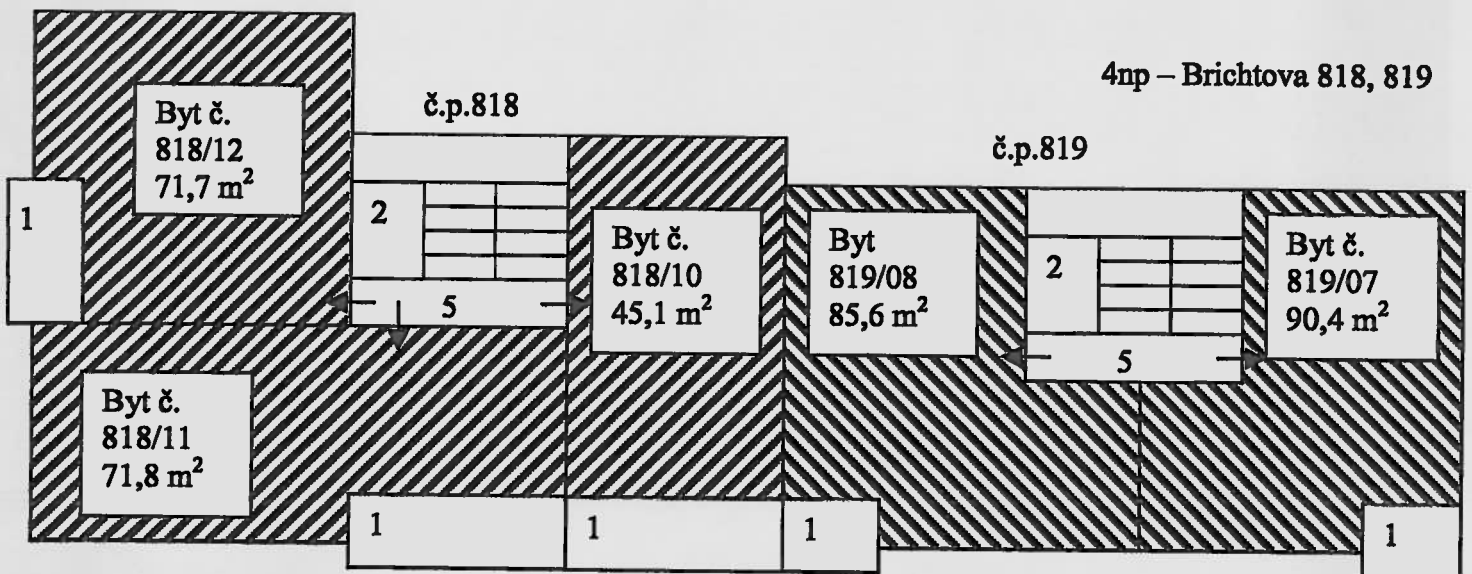 4np – Brichtova 818, 819
č.p.818
č.p.819
Byt č.
818/12
71,7 m²
1
2
5
Byt č.
818/10
45,1 m²
Byt
819/08
85,6 m²
2
5
Byt č.
819/07
90,4 m²
Byt č.
818/11
71,8 m²
1
1
1
1